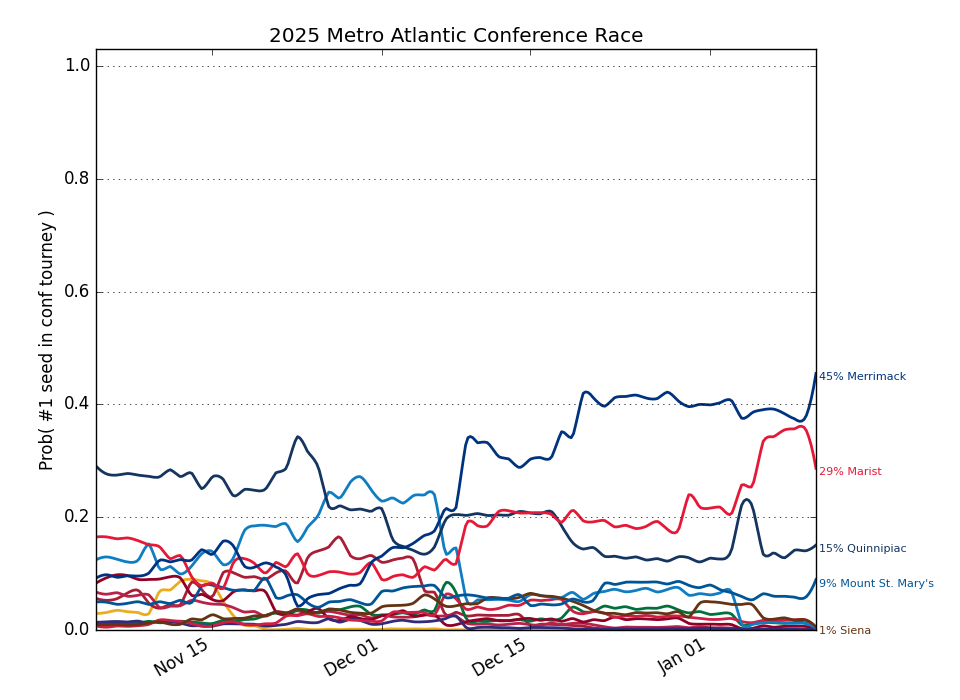 2025 Metro Atlantic Conference Race
Prob( #1 seed in conf tourney )
1.0
0.8
0.6
0.4
0.2
0.0
Nov 15
Dec 01
Dec 15
Jan 01
45% Merrimack
29% Marist
15% Quinnipiac
9% Mount St. Mary's
1% Siena